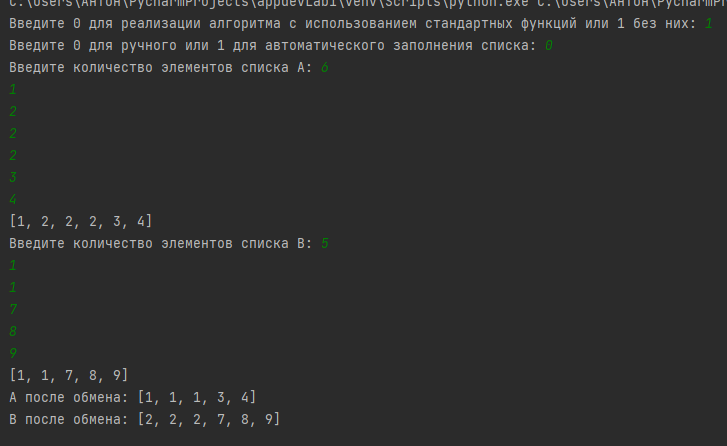 C:\Users\Антон\PycharmProjects\appdevLab1\venv\Scripts\python.exe C:\Users\Антон\Pycharm
Введите 0 для реализации алгоритма с использованием стандартных функций или 1 без них: 1
Введите 0 для ручного или 1 для автоматического заполнения списка: 0
Введите количество элементов списка A: 6
1
2
2
2
3
4
[1, 2, 2, 2, 3, 4]
Введите количество элементов списка B: 5
1
1
7
8
9
[1, 1, 7, 8, 9]
A после обмена: [1, 1, 1, 3, 4]
B после обмена: [2, 2, 2, 7, 8, 9]